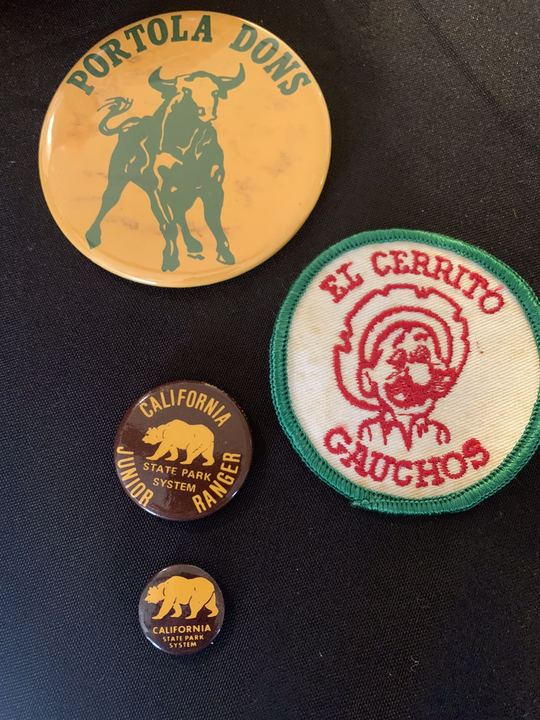 PORTOLA DONS
EL CERRITO
GAUCHOS
CALIFORNIA
STATE PARK
SYSTEM
JUNIOR RANGER
CALIFORNIA
STATE PARK
SYSTEM